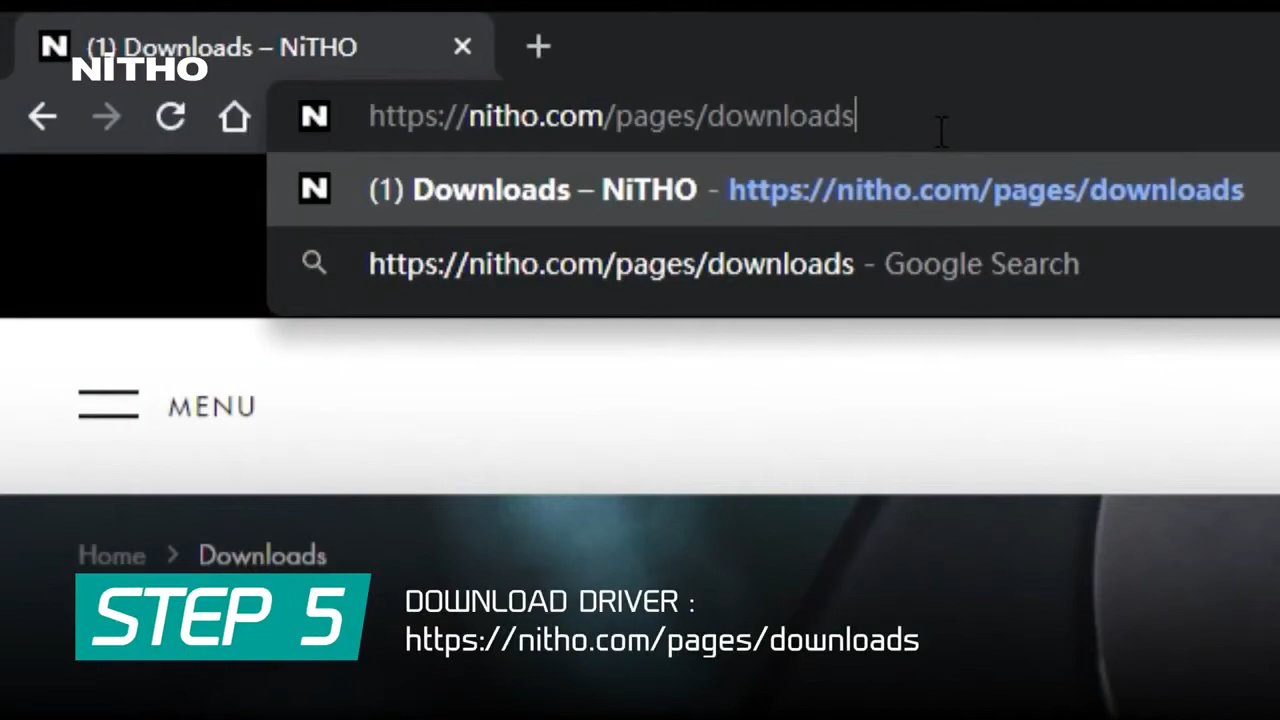 N (1) Downloads – NiTHO
NiTHO
N https://nitho.com/pages/downloads
N (1) Downloads – NiTHO - https://nitho.com/pages/downloads
https://nitho.com/pages/downloads - Google Search
MENU
Home > Downloads
STEP 5
DOWNLOAD DRIVER :
https://nitho.com/pages/downloads